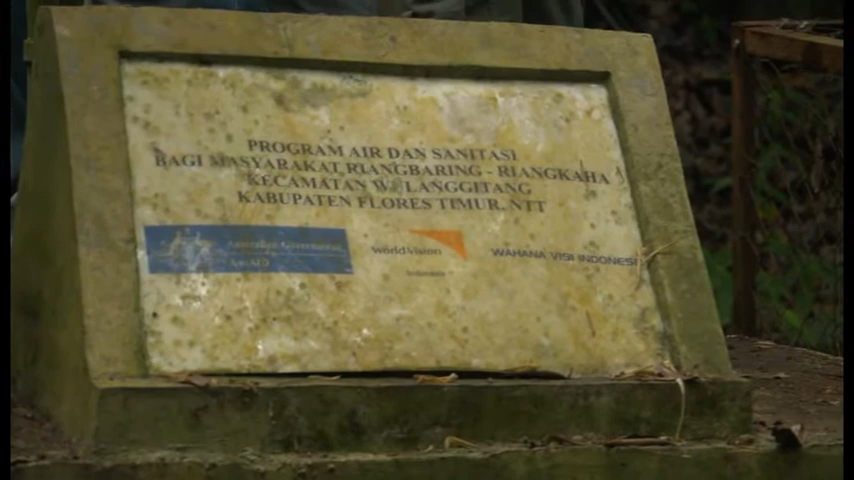 PROGRAM AIR DAN SANITASI
BAGI MASYARAKAT RIANGBARING - RIANGKAHA
KECAMATAN W. LANGGITANG
KABUPATEN FLORES TIMUR, NTT
Australian Government
AusAID
World Vision
Indonesia
WAHANA VISI INDONESI